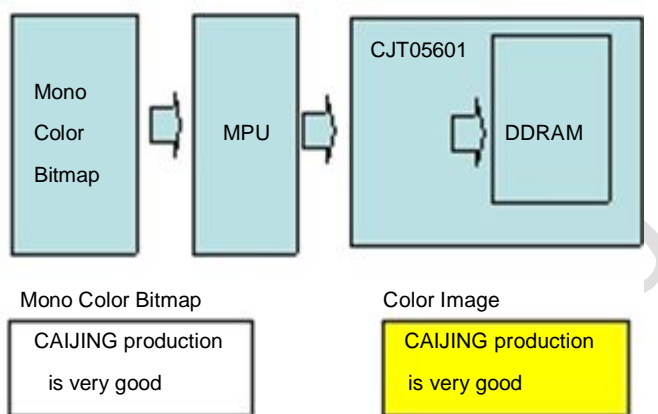 CJT05601
Mono
Color
Bitmap
MPU
DDRAM
Mono Color Bitmap
Color Image
CAIJING production
is very good
CAIJING production
is very good